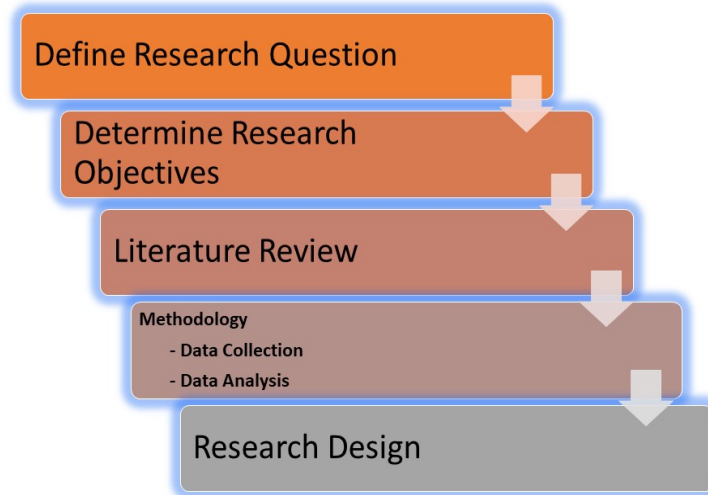 Define Research Question
Determine Research
Objectives
Literature Review
Methodology
- Data Collection
- Data Analysis
Research Design